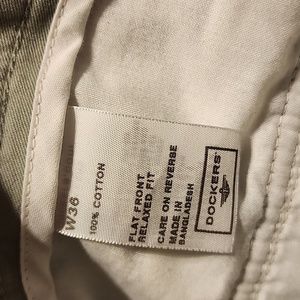 DOCKERS
W36
100% COTTON
FLAT FRONT
RELAXED FIT
CARE ON REVERSE
MADE IN
BANGLADESH